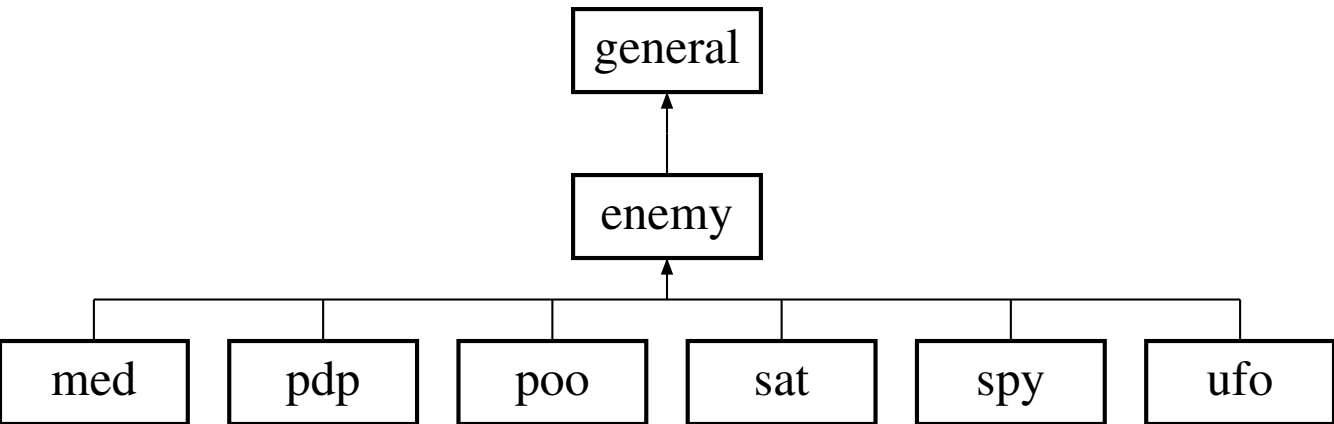 general
enemy
med
pdp
poo
sat
spy
ufo